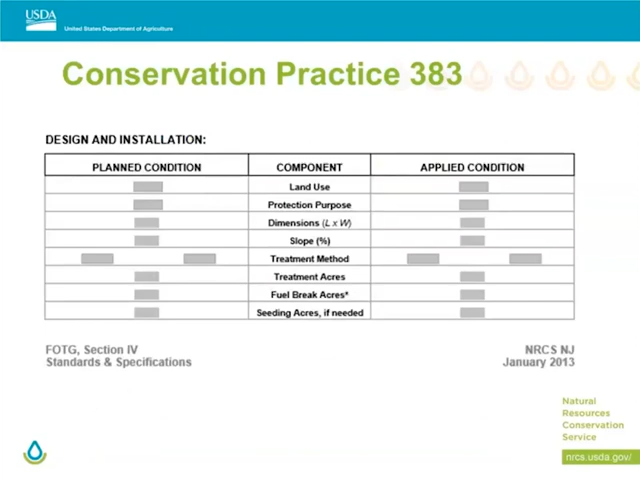 USDA
United States Department of Agriculture
Conservation Practice 383
DESIGN AND INSTALLATION:
PLANNED CONDITION COMPONENT APPLIED CONDITION
Land Use
Protection Purpose
Dimensions (L x W)
Slope (%)
Treatment Method
Treatment Acres
Fuel Break Acres*
Seeding Acres, if needed
FOTG, Section IV NRCS NJ
Standards & Specifications January 2013
Natural
Resources
Conservation
Service
nrcs.usda.gov/